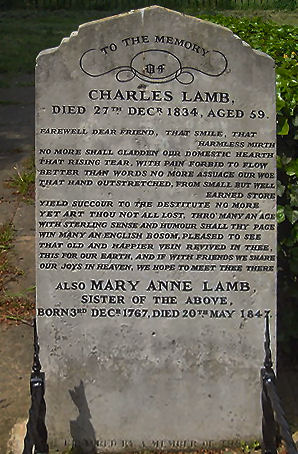 TO THE MEMORY
OF
CHARLES LAMB,
DIED 27TH DECR 1834, AGED 59.
FAREWELL DEAR FRIEND, THAT SMILE, THAT
HARMLESS MIRTH
NO MORE SHALL GLADDEN OUR DOMESTIC HEARTH
THAT RISING TEAR, WITH PAIN FORBID TO FLOW
BETTER THAN WORDS NO MORE ASSUAGE OUR WOE
THAT HAND OUTSTRETCHED, FROM SMALL BUT WELL
EARNED STORE
YIELD SUCCOUR TO THE DESTITUTE NO MORE
YET ART THOU NOT ALL LOST, THRO' MANY AN AGE
WITH STERLING SENSE AND HUMOUR SHALL THY PAGE
WIN MANY AN ENGLISH BOSOM, PLEASED TO SEE
THAT OLD AND HAPPIER VEIN REVIVED IN THEE,
THIS FOR OUR EARTH, AND IF WITH FRIENDS WE SHARE
OUR JOYS IN HEAVEN, WE HOPE TO MEET THEE THERE
ALSO MARY ANNE LAMB,
SISTER OF THE ABOVE,
BORN 3RD DECR 1767, DIED 20TH MAY 1847.
BY A MEMBER OF